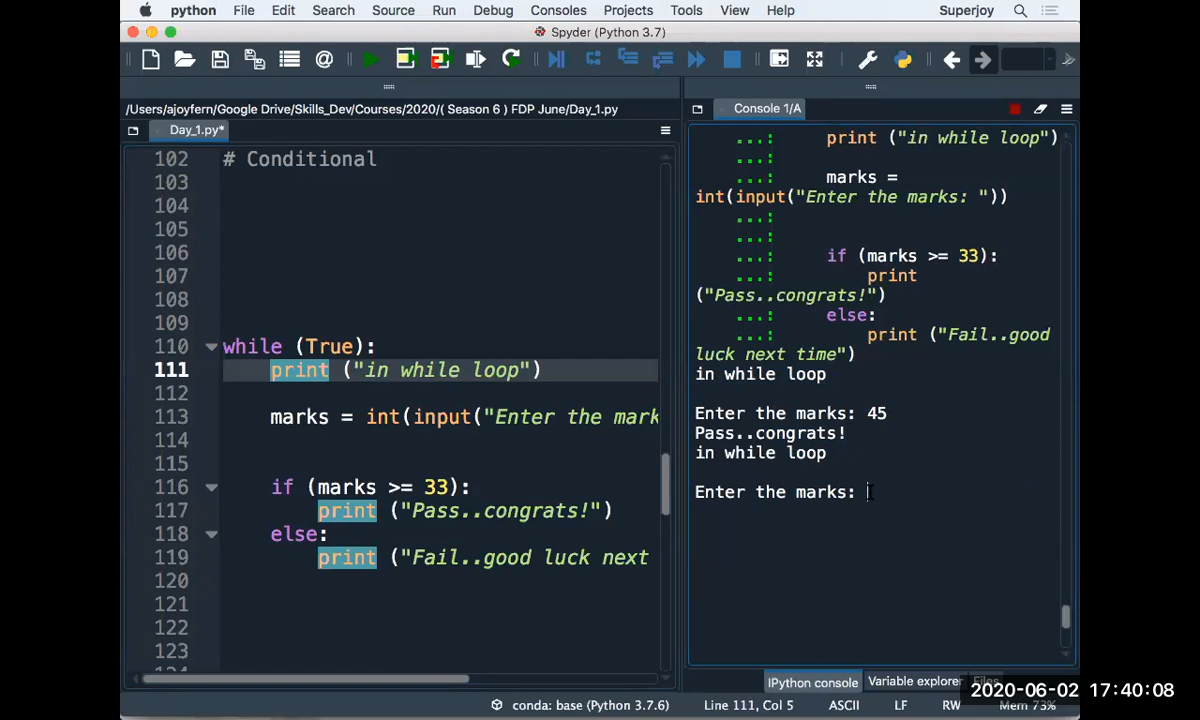 python File Edit Search Source Run Debug Consoles Projects Tools View Help Superjoy
Spyder (Python 3.7)
/Users/ajoyfern/Google Drive/Skills_Dev/Courses/2020/( Season 6 ) FDP June/Day_1.py
Day_1.py*
102 # Conditional
103
104
105
106
107
108
109
110 while (True):
111 print ("in while loop")
112
113 marks = int(input("Enter the mark
114
115
116 if (marks >= 33):
117 print ("Pass..congrats!")
118 else:
119 print ("Fail..good luck next
120
121
122
123
Console 1/A
...: print ("in while loop")
...:
...: marks =
int(input("Enter the marks: "))
...:
...:
...: if (marks >= 33):
...: print
("Pass..congrats!")
...: else:
...: print ("Fail..good
luck next time")
in while loop
Enter the marks: 45
Pass..congrats!
in while loop
Enter the marks:
IPython console Variable explorer Files
2020-06-02 17:40:08
conda: base (Python 3.7.6) Line 111, Col 5 ASCII LF RW Mem 73%